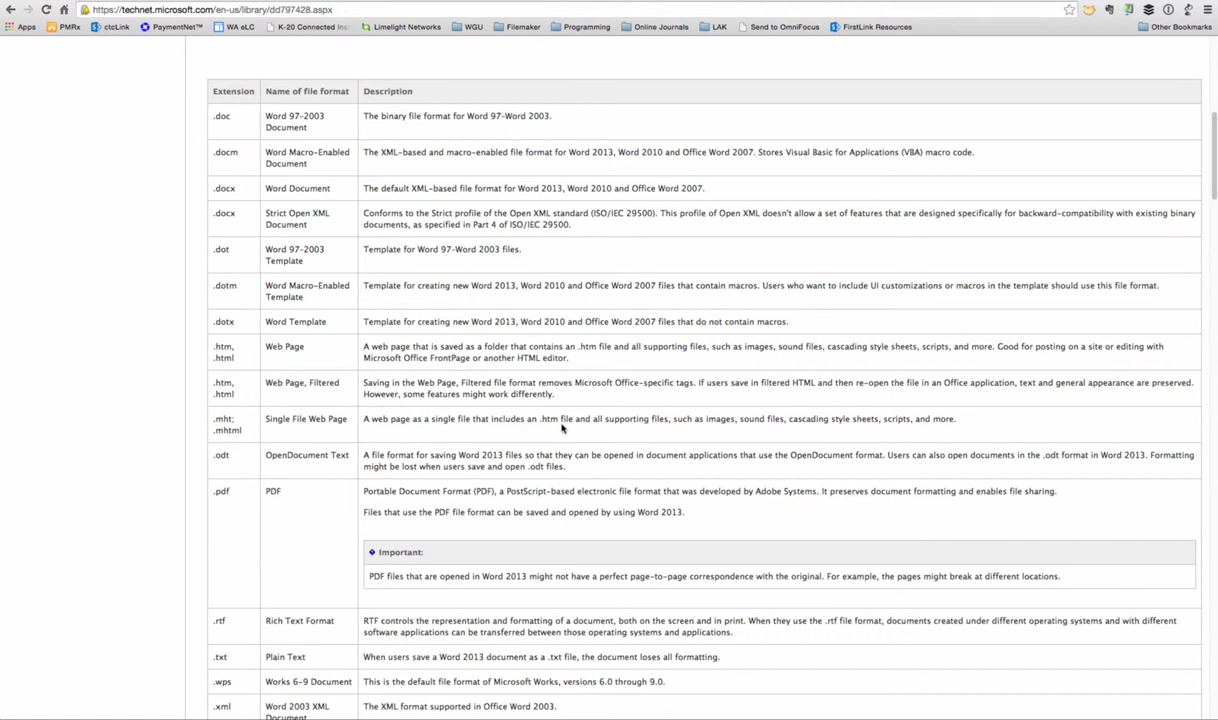 https://technet.microsoft.com/en-us/library/dd797428.aspx
Apps PMRx ctcLink PaymentNet™ WA eLC K-20 Connected Ins Limelight Networks WGU Filemaker Programming Online Journals LAK Send to OmniFocus FirstLink Resources Other Bookmarks
Extension Name of file format Description
.doc Word 97-2003 The binary file format for Word 97-Word 2003.
Document
.docm Word Macro-Enabled The XML-based and macro-enabled file format for Word 2013, Word 2010 and Office Word 2007. Stores Visual Basic for Applications (VBA) macro code.
Document
.docx Word Document The default XML-based file format for Word 2013, Word 2010 and Office Word 2007.
.docx Strict Open XML Conforms to the Strict profile of the Open XML standard (ISO/IEC 29500). This profile of Open XML doesn't allow a set of features that are designed specifically for backward-compatibility with existing binary
Document documents, as specified in Part 4 of ISO/IEC 29500.
.dot Word 97-2003 Template for Word 97-Word 2003 files.
Template
.dotm Word Macro-Enabled Template for creating new Word 2013, Word 2010 and Office Word 2007 files that contain macros. Users who want to include UI customizations or macros in the template should use this file format.
Template
.dotx Word Template Template for creating new Word 2013, Word 2010 and Office Word 2007 files that do not contain macros.
.htm, Web Page A web page that is saved as a folder that contains an .htm file and all supporting files, such as images, sound files, cascading style sheets, scripts, and more. Good for posting on a site or editing with
.html Microsoft Office FrontPage or another HTML editor.
.htm, Web Page, Filtered Saving in the Web Page, Filtered file format removes Microsoft Office-specific tags. If users save in filtered HTML and then re-open the file in an Office application, text and general appearance are preserved.
.html However, some features might work differently.
.mht; Single File Web Page A web page as a single file that includes an .htm file and all supporting files, such as images, sound files, cascading style sheets, scripts, and more.
.mhtml
.odt OpenDocument Text A file format for saving Word 2013 files so that they can be opened in document applications that use the OpenDocument format. Users can also open documents in the .odt format in Word 2013. Formatting
might be lost when users save and open .odt files.
.pdf PDF Portable Document Format (PDF), a PostScript-based electronic file format that was developed by Adobe Systems. It preserves document formatting and enables file sharing.
Files that use the PDF file format can be saved and opened by using Word 2013.
Important:
PDF files that are opened in Word 2013 might not have a perfect page-to-page correspondence with the original. For example, the pages might break at different locations.
.rtf Rich Text Format RTF controls the representation and formatting of a document, both on the screen and in print. When they use the .rtf file format, documents created under different operating systems and with different
software applications can be transferred between those operating systems and applications.
.txt Plain Text When users save a Word 2013 document as a .txt file, the document loses all formatting.
.wps Works 6-9 Document This is the default file format of Microsoft Works, versions 6.0 through 9.0.
.xml Word 2003 XML The XML format supported in Office Word 2003.
Document